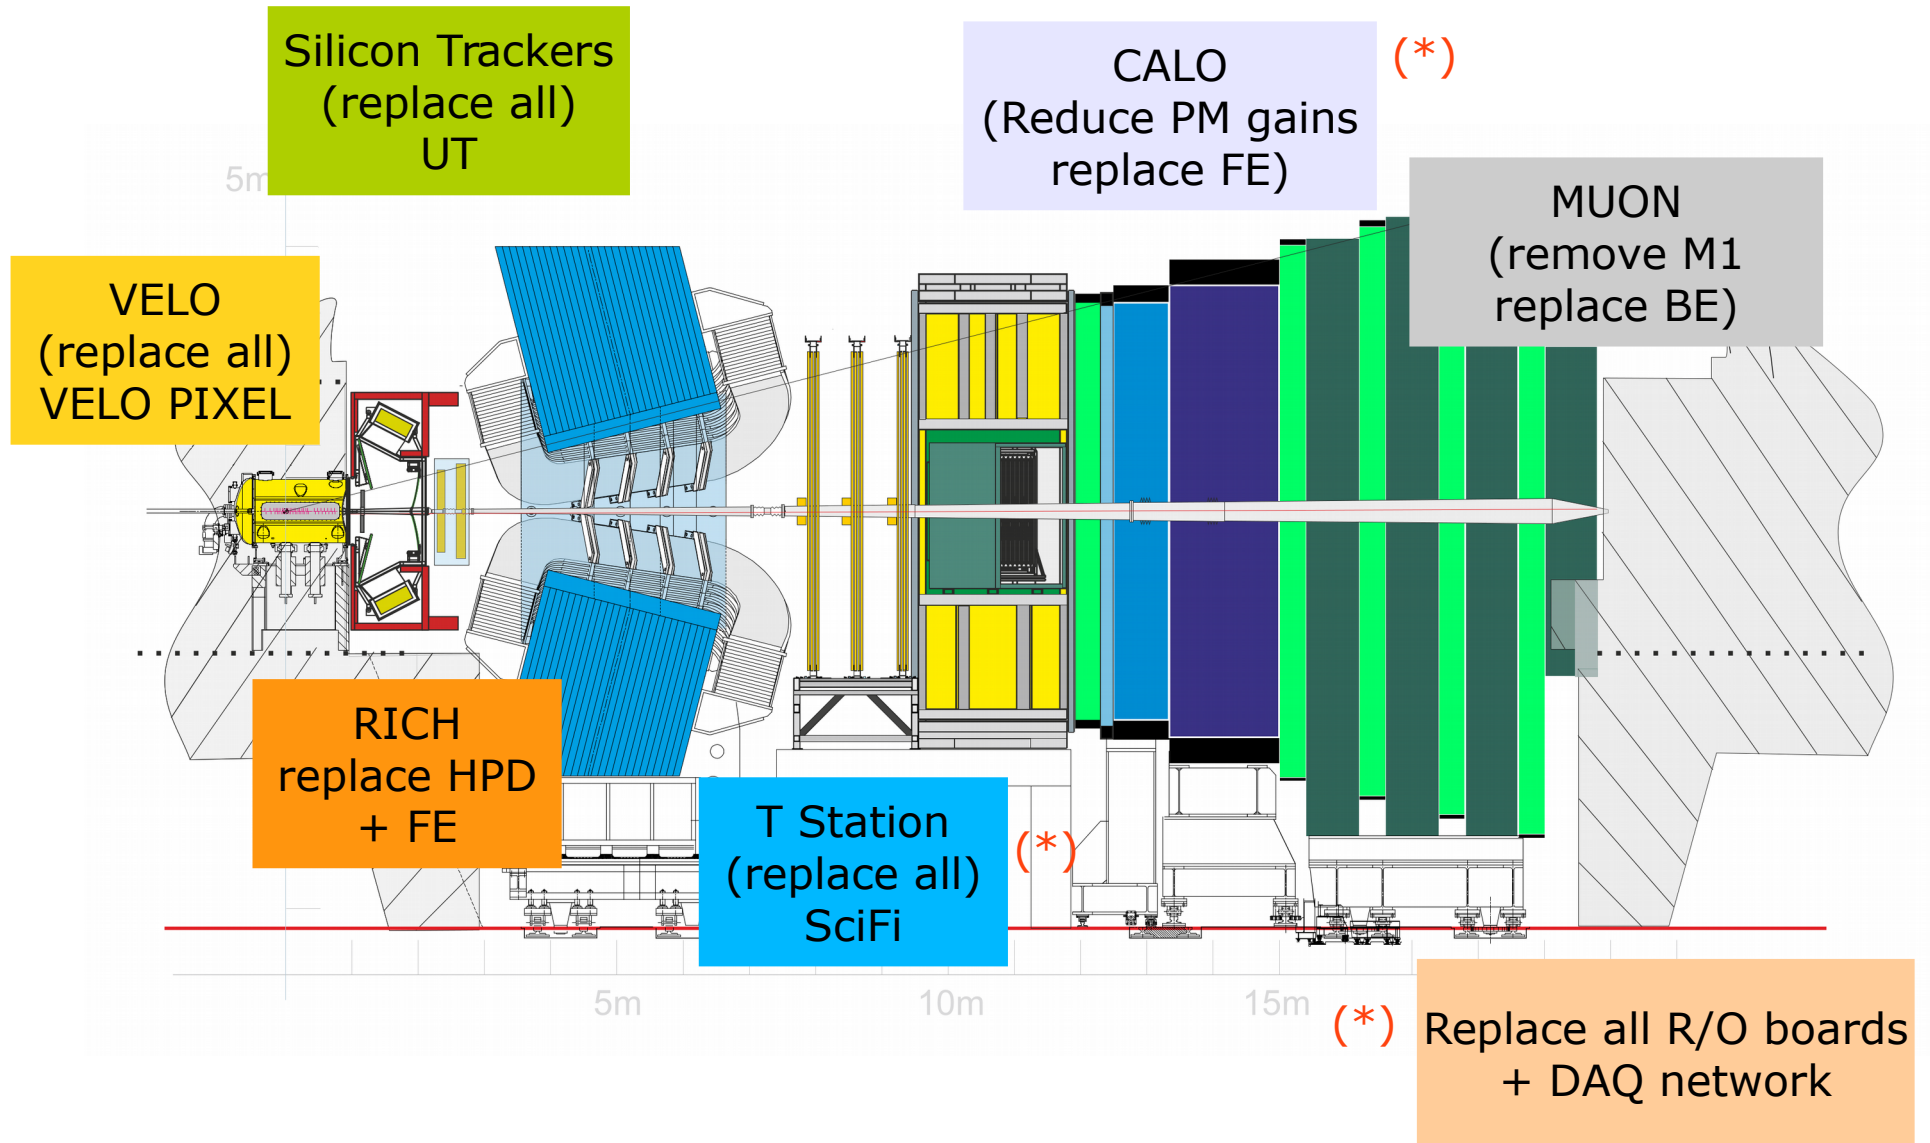 Silicon Trackers
(replace all)
UT
CALO
(Reduce PM gains
replace FE)
(*)
5m
MUON
(remove M1
replace BE)
VELO
(replace all)
VELO PIXEL
RICH
replace HPD
+ FE
T Station
(replace all)
SciFi
(*)
5m
10m
15m
(*)
Replace all R/O boards
+ DAQ network